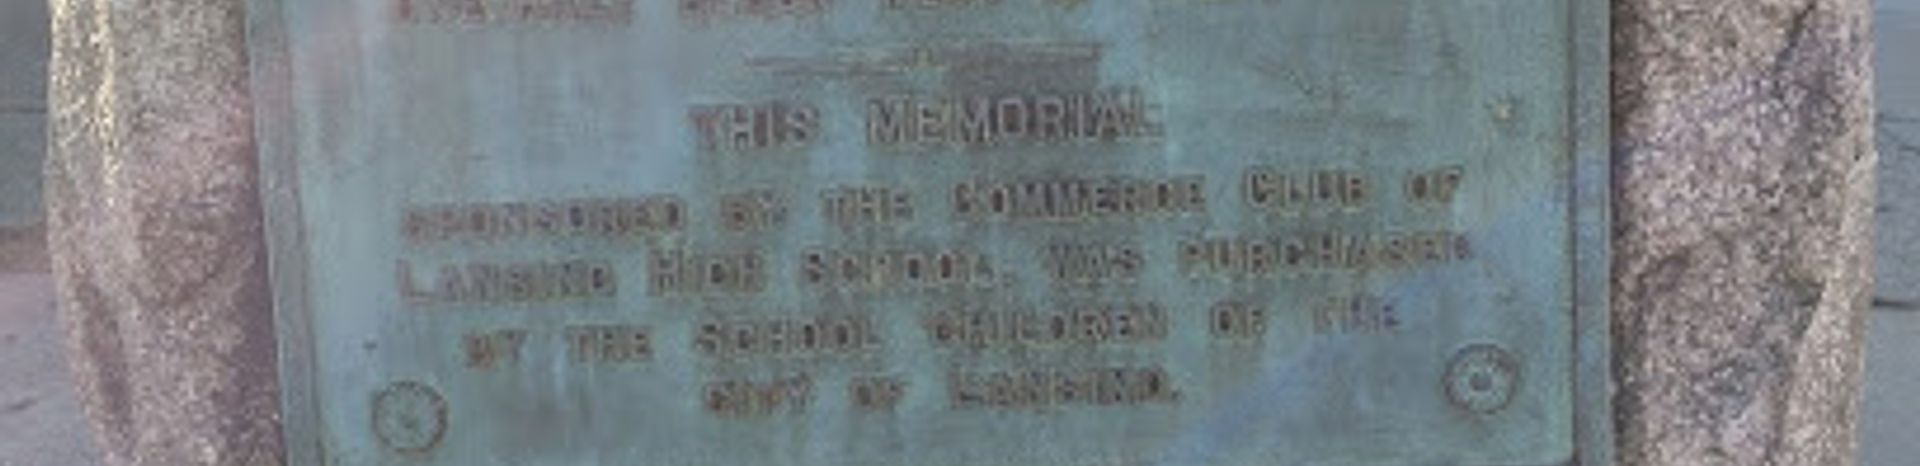 THIS MEMORIAL
SPONSORED BY THE COMMERCE CLUB OF
LANSING HIGH SCHOOL, WAS PURCHASED
BY THE SCHOOL CHILDREN OF THE
CITY OF LANSING.